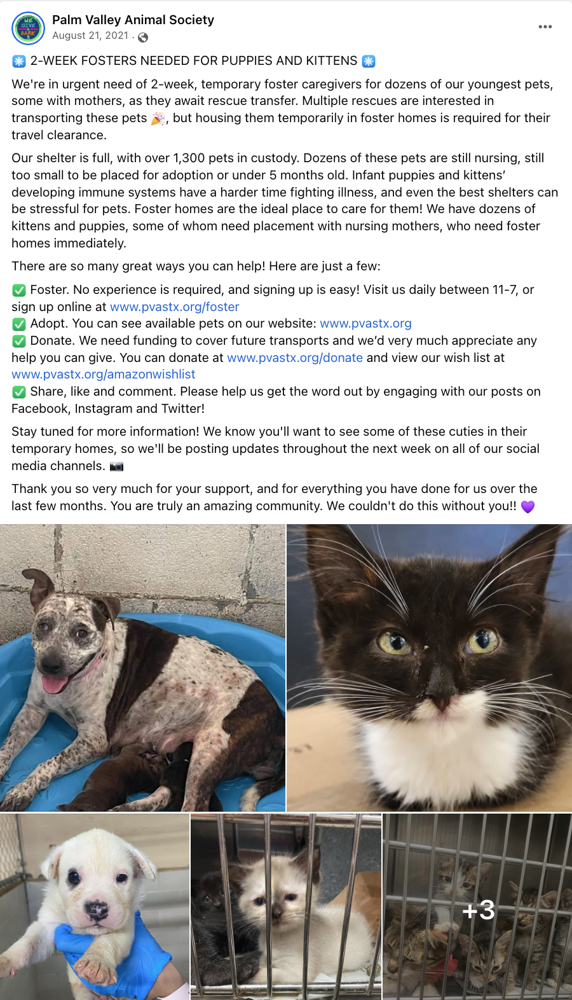 WE
GIVE
A
BARK
Palm Valley Animal Society
August 21, 2021 ·
2-WEEK FOSTERS NEEDED FOR PUPPIES AND KITTENS
We're in urgent need of 2-week, temporary foster caregivers for dozens of our youngest pets,
some with mothers, as they await rescue transfer. Multiple rescues are interested in
transporting these pets 🎉, but housing them temporarily in foster homes is required for their
travel clearance.
Our shelter is full, with over 1,300 pets in custody. Dozens of these pets are still nursing, still
too small to be placed for adoption or under 5 months old. Infant puppies and kittens’
developing immune systems have a harder time fighting illness, and even the best shelters can
be stressful for pets. Foster homes are the ideal place to care for them! We have dozens of
kittens and puppies, some of whom need placement with nursing mothers, who need foster
homes immediately.
There are so many great ways you can help! Here are just a few:
✅ Foster. No experience is required, and signing up is easy! Visit us daily between 11-7, or
sign up online at www.pvastx.org/foster
✅ Adopt. You can see available pets on our website: www.pvastx.org
✅ Donate. We need funding to cover future transports and we’d very much appreciate any
help you can give. You can donate at www.pvastx.org/donate and view our wish list at
www.pvastx.org/amazonwishlist
✅ Share, like and comment. Please help us get the word out by engaging with our posts on
Facebook, Instagram and Twitter!
Stay tuned for more information! We know you'll want to see some of these cuties in their
temporary homes, so we'll be posting updates throughout the next week on all of our social
media channels. 📷
Thank you so very much for your support, and for everything you have done for us over the
last few months. You are truly an amazing community. We couldn't do this without you!! 💜
+3